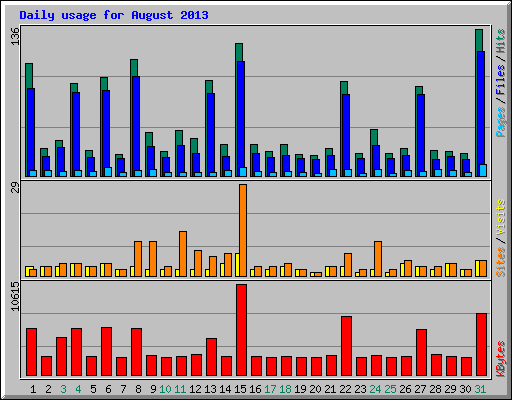 Daily usage for August 2013
136
Pages / Files / Hits
29
Sites / Visits
10615
KBytes
1 2 3 4 5 6 7 8 9 10 11 12 13 14 15 16 17 18 19 20 21 22 23 24 25 26 27 28 29 30 31